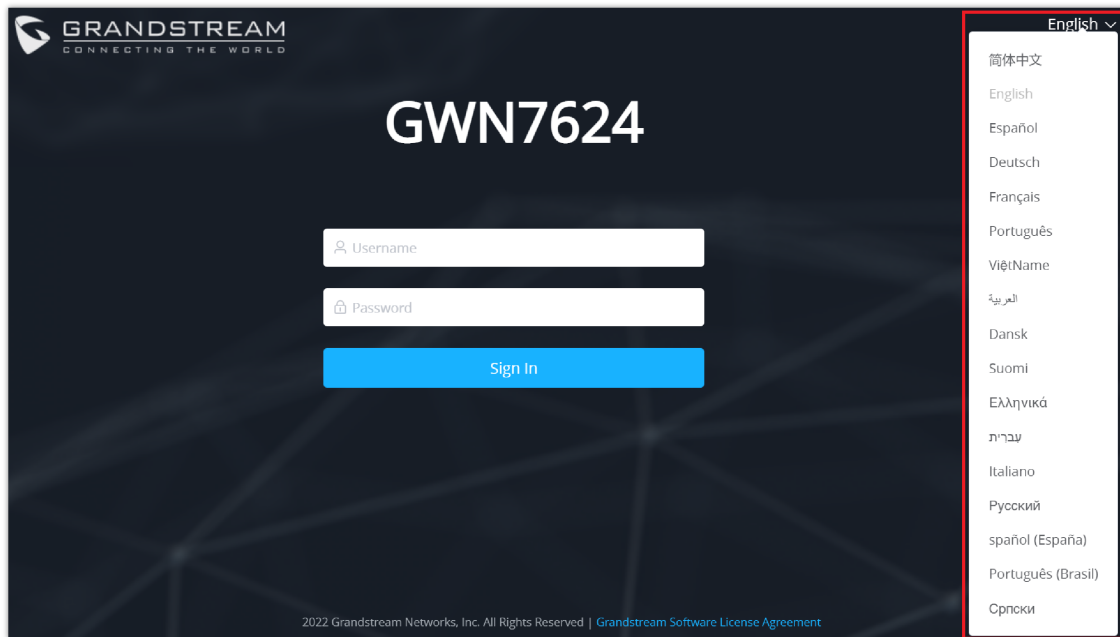 GRANDSTREAM
CONNECTING THE WORLD
English
简体中文
English
Español
Deutsch
Français
Português
ViệtName
العربية
Dansk
Suomi
Ελληνικά
עברית
Italiano
Русский
spañol (España)
Português (Brasil)
Српски
GWN7624
Username
Password
Sign In
2022 Grandstream Networks, Inc. All Rights Reserved | Grandstream Software License Agreement